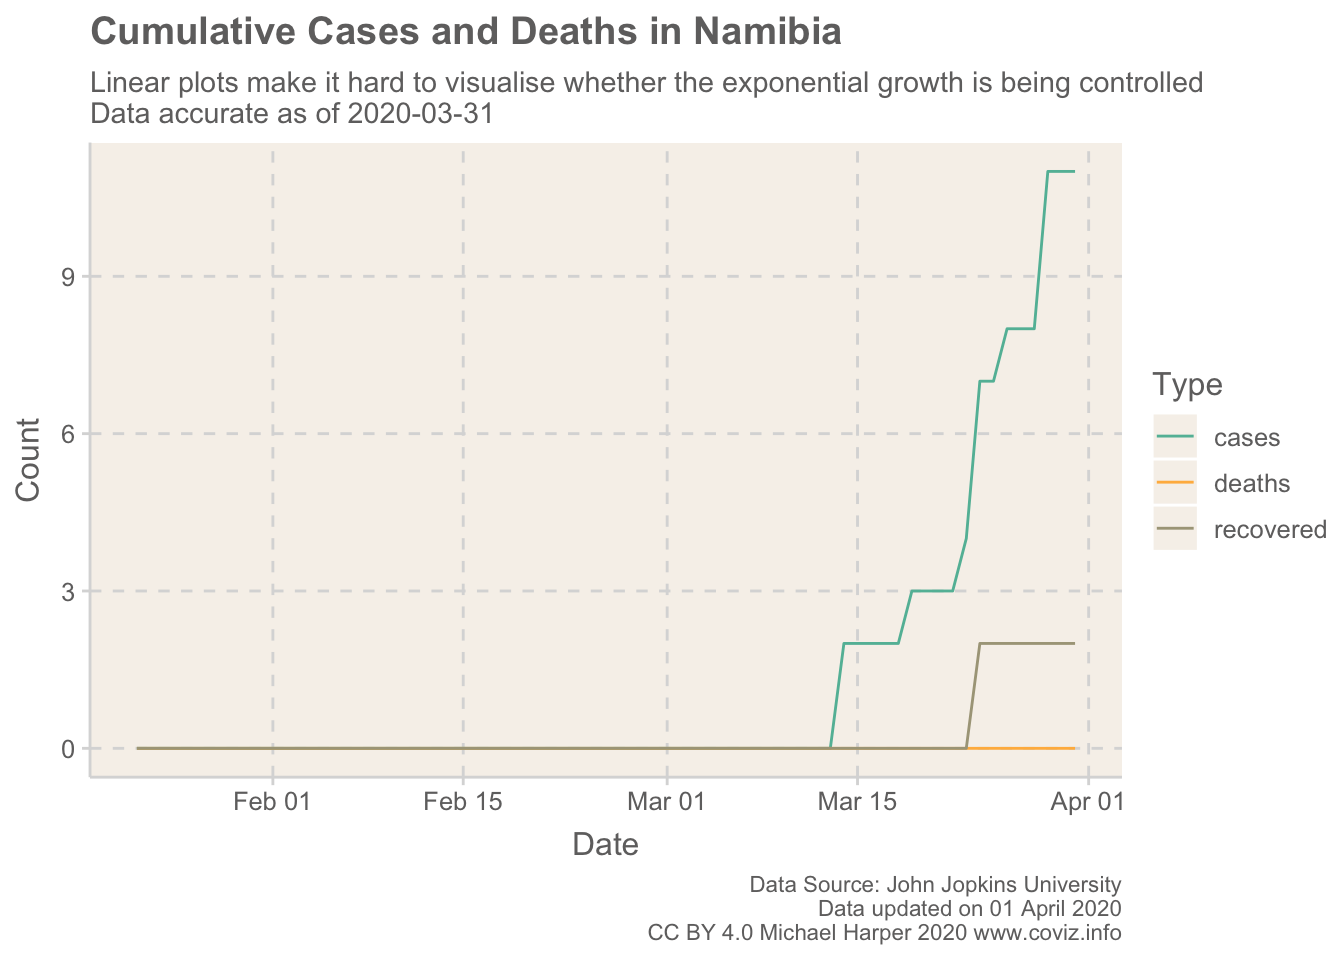 Cumulative Cases and Deaths in Namibia
Linear plots make it hard to visualise whether the exponential growth is being controlled
Data accurate as of 2020-03-31
9
6
3
0
Count
Feb 01
Feb 15
Mar 01
Mar 15
Apr 01
Date
Type
cases
deaths
recovered
Data Source: John Jopkins University
Data updated on 01 April 2020
CC BY 4.0 Michael Harper 2020 www.coviz.info